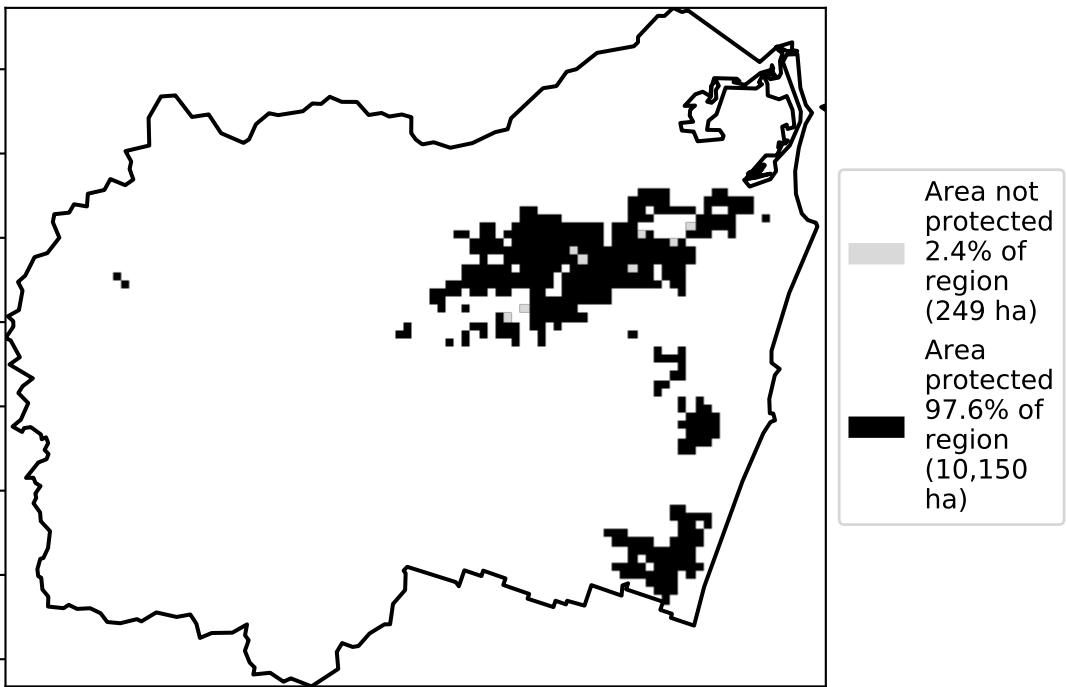 Area not
protected
2.4% of
region
(249 ha)
Area
protected
97.6% of
region
(10,150
ha)